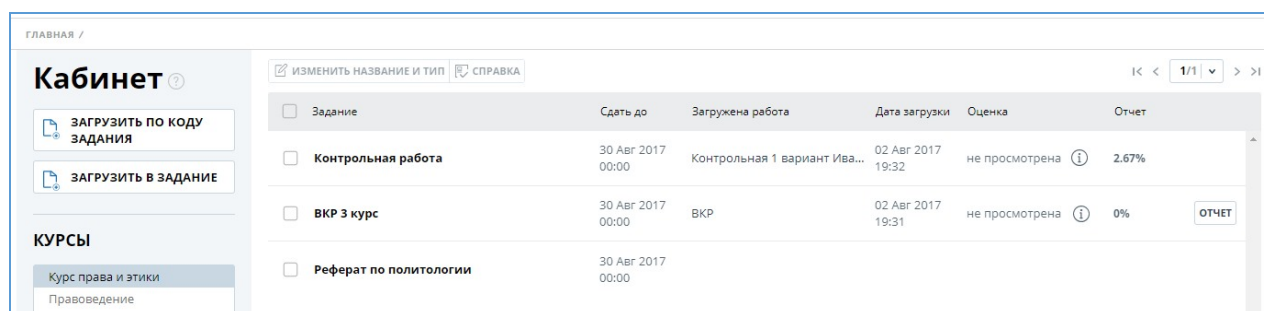 ГЛАВНАЯ /
Кабинет
ЗАГРУЗИТЬ ПО КОДУ
ЗАДАНИЯ
ЗАГРУЗИТЬ В ЗАДАНИЕ
КУРСЫ
Курс права и этики
Правоведение
ИЗМЕНИТЬ НАЗВАНИЕ И ТИП СПРАВКА
1/1
Задание Сдать до Загружена работа Дата загрузки Оценка Отчет
Контрольная работа 30 Авг 2017 00:00 Контрольная 1 вариант Ива... 02 Авг 2017 19:32 не просмотрена 2.67%
ВКР 3 курс 30 Авг 2017 00:00 ВКР 02 Авг 2017 19:31 не просмотрена 0% ОТЧЕТ
Реферат по политологии 30 Авг 2017 00:00